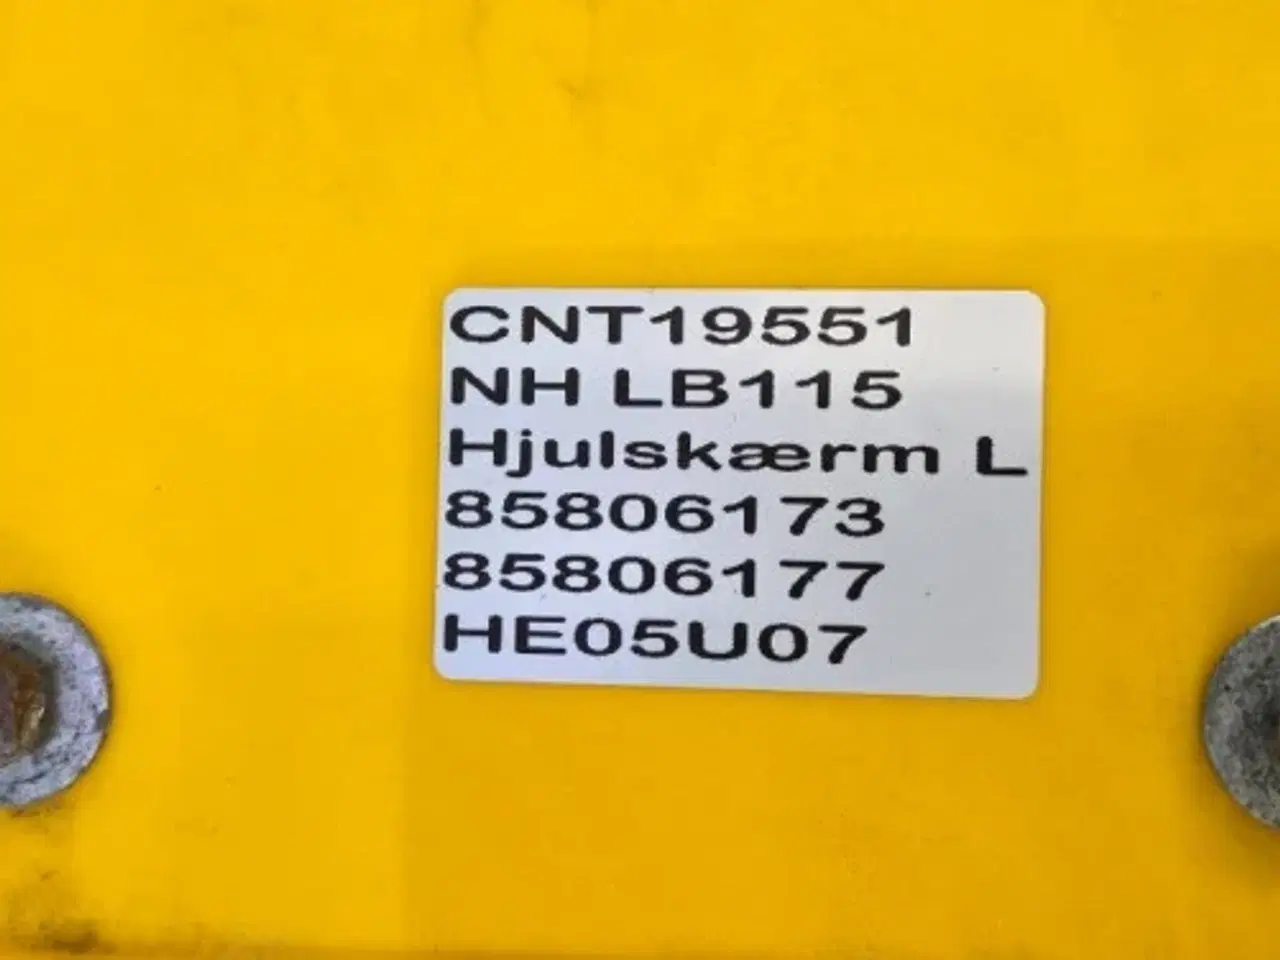 CNT19551
NH LB115
Hjulskærm L
85806173
85806177
HE05U07